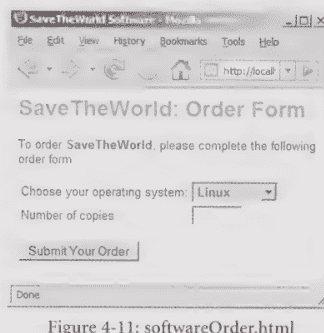 SaveTheWorld Software - Mozilla
File Edit View History Bookmarks Tools Help
http://local
SaveTheWorld: Order Form
To order SaveTheWorld, please complete the following
order form
Choose your operating system: Linux
Number of copies
Submit Your Order
Done
Figure 4-11: softwareOrder.html